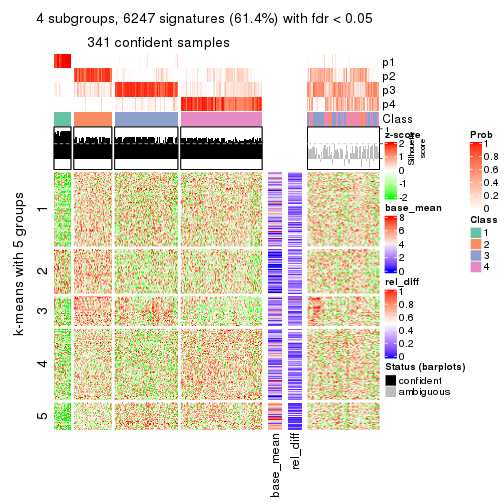 4 subgroups, 6247 signatures (61.4%) with fdr < 0.05
341 confident samples
p1
p2
p3
p4
Class
1
Silhouette
score
k-means with 5 groups
1
2
3
4
5
base_mean
rel_diff
z-score
2
1
0
-1
-2
base_mean
8
6
4
2
0
rel_diff
1
0.8
0.6
0.4
0.2
0
Status (barplots)
confident
ambiguous
Prob
1
0.8
0.6
0.4
0.2
0
Class
1
2
3
4